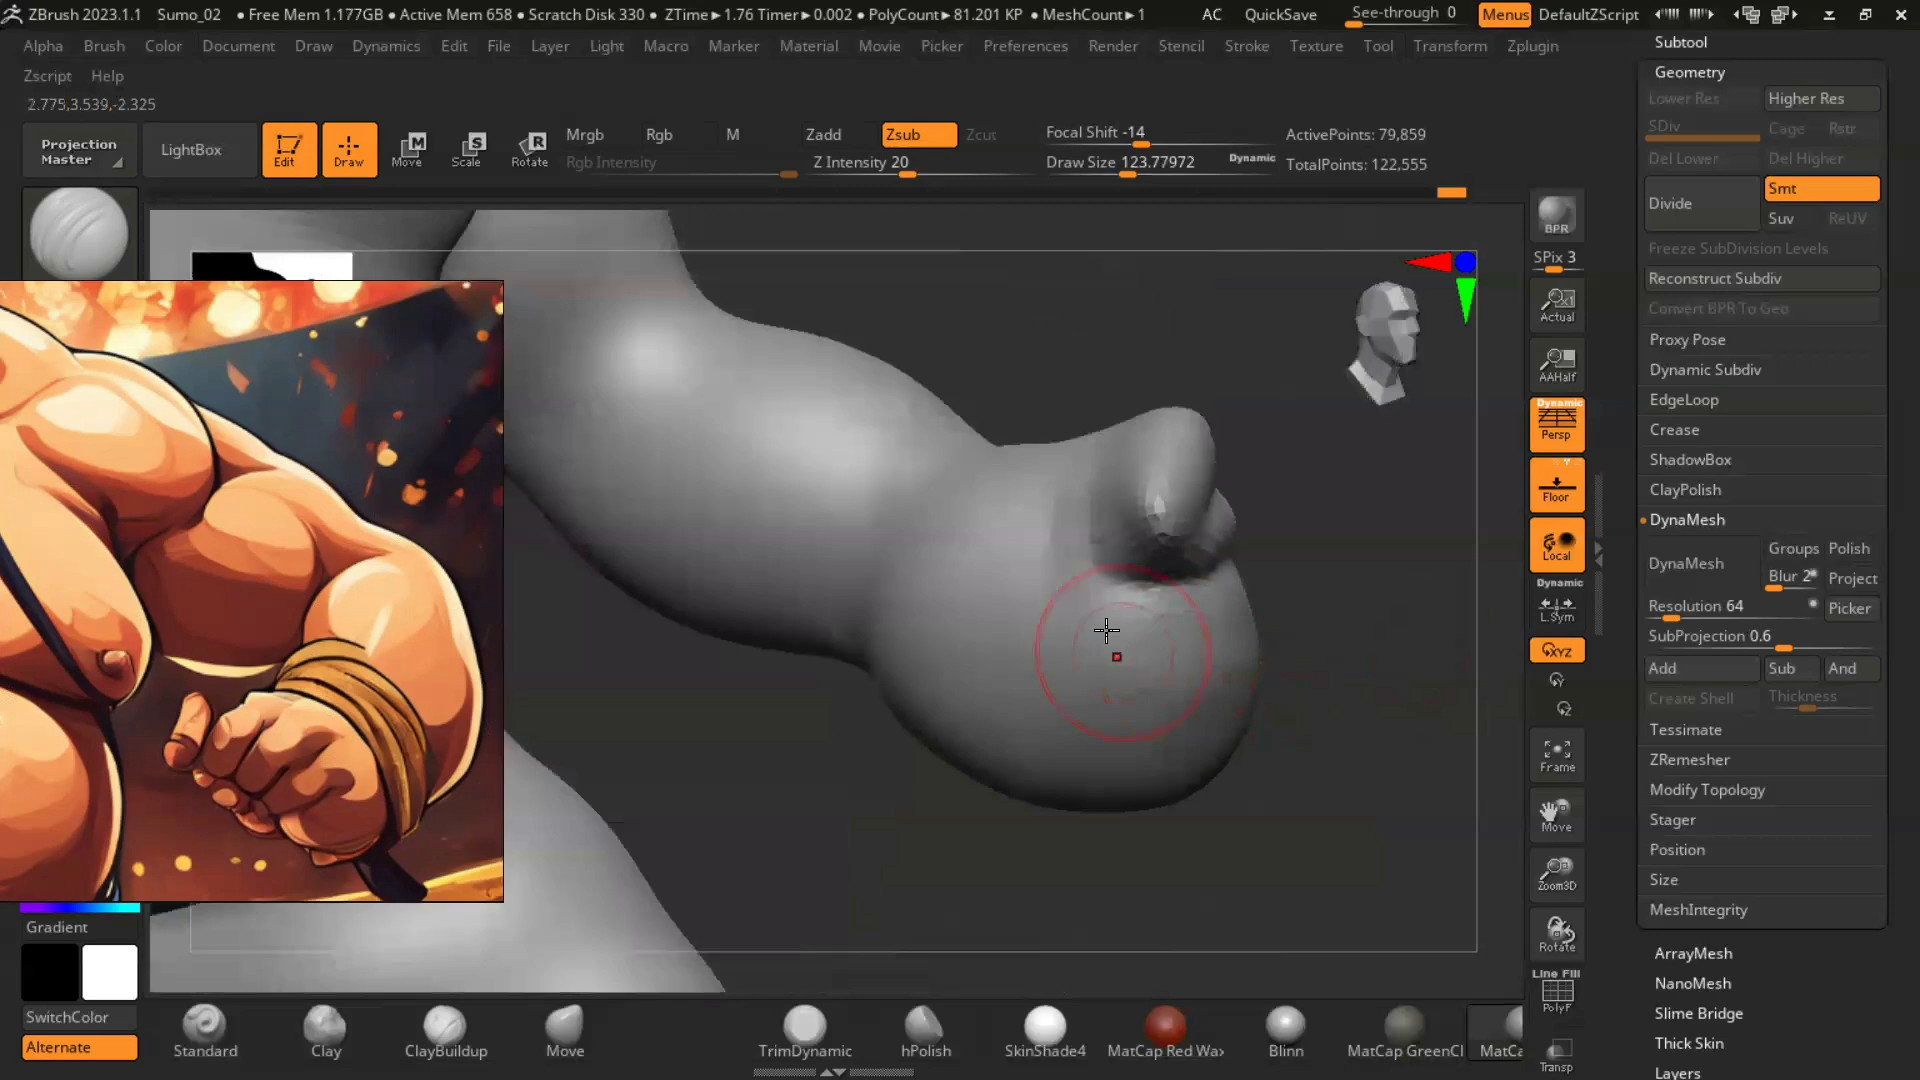 ZBrush 2023.1.1 Sumo_02 • Free Mem 1.177GB • Active Mem 658 • Scratch Disk 330 • ZTime►1.76 Timer►0.002 • PolyCount►81.201 KP • MeshCount►1 AC QuickSave See-through 0 Menus DefaultZScript
Alpha Brush Color Document Draw Dynamics Edit File Layer Light Macro Marker Material Movie Picker Preferences Render Stencil Stroke Texture Tool Transform Zplugin
Zscript Help
2.775,3.539,-2.325
Projection Master
LightBox
Edit
Draw
Move
Scale
Rotate
Mrgb Rgb M
Rgb Intensity
Zadd Zsub Zcut
Z Intensity 20
Focal Shift -14
Draw Size 123.77972 Dynamic
ActivePoints: 79,859
TotalPoints: 122,555
BPR
SPix 3
Actual
AAHalf
Dynamic
Persp
Floor
Local
Dynamic
L.Sym
XYZ
Y
Z
Frame
Move
Zoom3D
Rotate
Line Fill
PolyF
Transp
Subtool
Geometry
Lower Res Higher Res
SDiv Cage Rstr
Del Lower Del Higher
Divide Smt
Suv ReUV
Freeze SubDivision Levels
Reconstruct Subdiv
Convert BPR To Geo
Proxy Pose
Dynamic Subdiv
EdgeLoop
Crease
ShadowBox
ClayPolish
DynaMesh
DynaMesh Groups Polish
Blur 2 Project
Resolution 64 Picker
SubProjection 0.6
Add Sub And
Create Shell Thickness
Tessimate
ZRemesher
Modify Topology
Stager
Position
Size
MeshIntegrity
ArrayMesh
NanoMesh
Slime Bridge
Thick Skin
Layers
Gradient
SwitchColor
Alternate
Standard Clay ClayBuildup Move TrimDynamic hPolish SkinShade4 MatCap Red Wax Blinn MatCap GreenCl MatCa